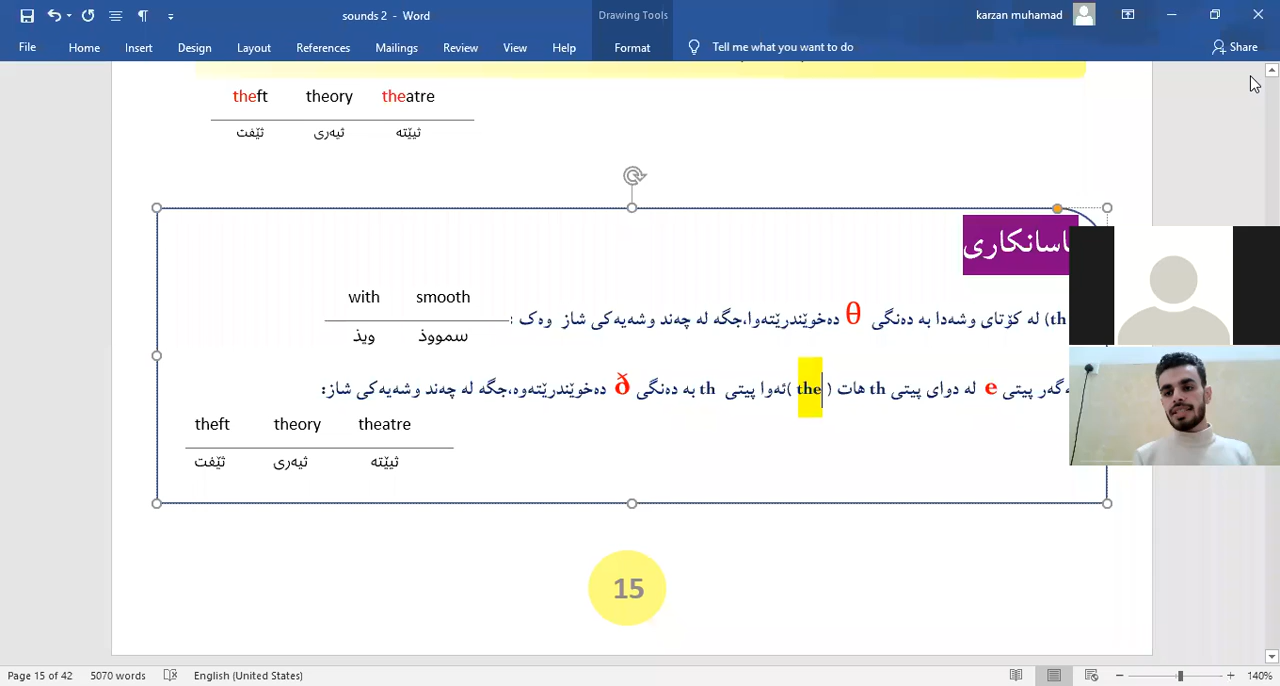 sounds 2 - Word
Drawing Tools
karzan muhamad
File Home Insert Design Layout References Mailings Review View Help Format Tell me what you want to do Share
theft theory theatre
ثێفت ثیەری ثیێتە
اسانکاری
with smooth
th) لە کۆتای وشەدا بە دەنگی θ دەخوێندرێتەوا،جگە لە چەند وشەیەکی شاز وەک :
ویذ سمووذ
ەگەر پیتی e لە دوای پیتی th هات ( the )ئەوا پیتی th بە دەنگی ð دەخوێندرێتەوە،جگە لە چەند وشەیەکی شاز:
theft theory theatre
ثێفت ثیەری ثیێتە
15
Page 15 of 42 5070 words English (United States) 140%